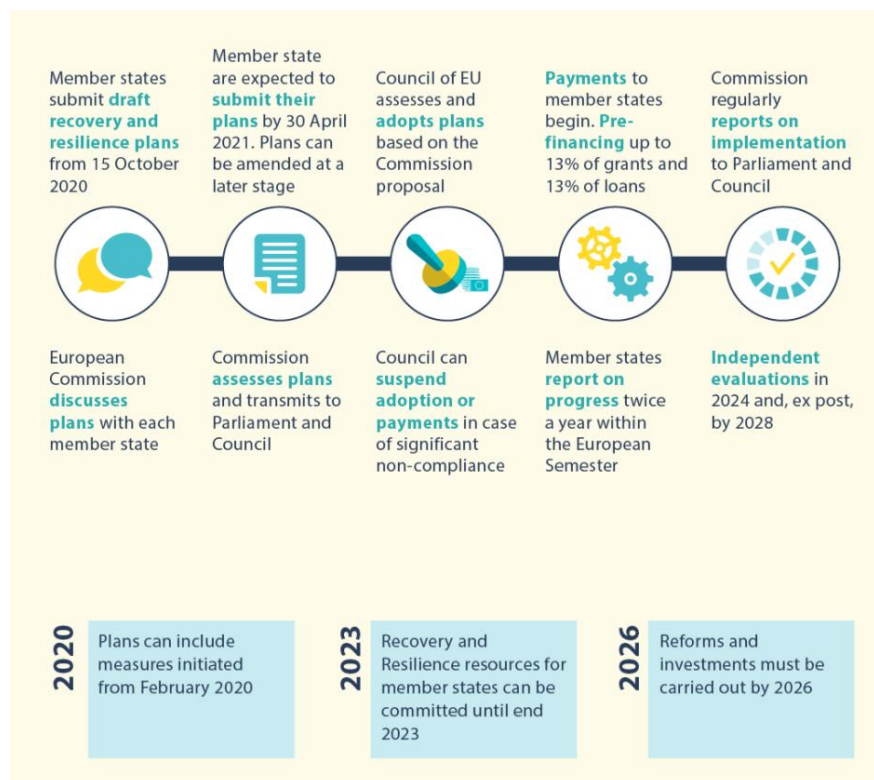 Member states
submit draft
recovery and
resilience plans
from 15 October
2020
Member state
are expected to
submit their
plans by 30 April
2021. Plans can
be amended at a
later stage
Council of EU
assesses and
adopts plans
based on the
Commission
proposal
Payments to
member states
begin. Pre-
financing up to
13% of grants and
13% of loans
Commission
regularly
reports on
implementation
to Parliament and
Council
European
Commission
discusses
plans with each
member state
Commission
assesses plans
and transmits to
Parliament and
Council
Council can
suspend
adoption or
payments in case
of significant
non-compliance
Member states
report on
progress twice
a year within
the European
Semester
Independent
evaluations in
2024 and, ex post,
by 2028
2020
Plans can include
measures initiated
from February 2020
2023
Recovery and
Resilience resources for
member states can be
committed until end
2023
2026
Reforms and
investments must be
carried out by 2026